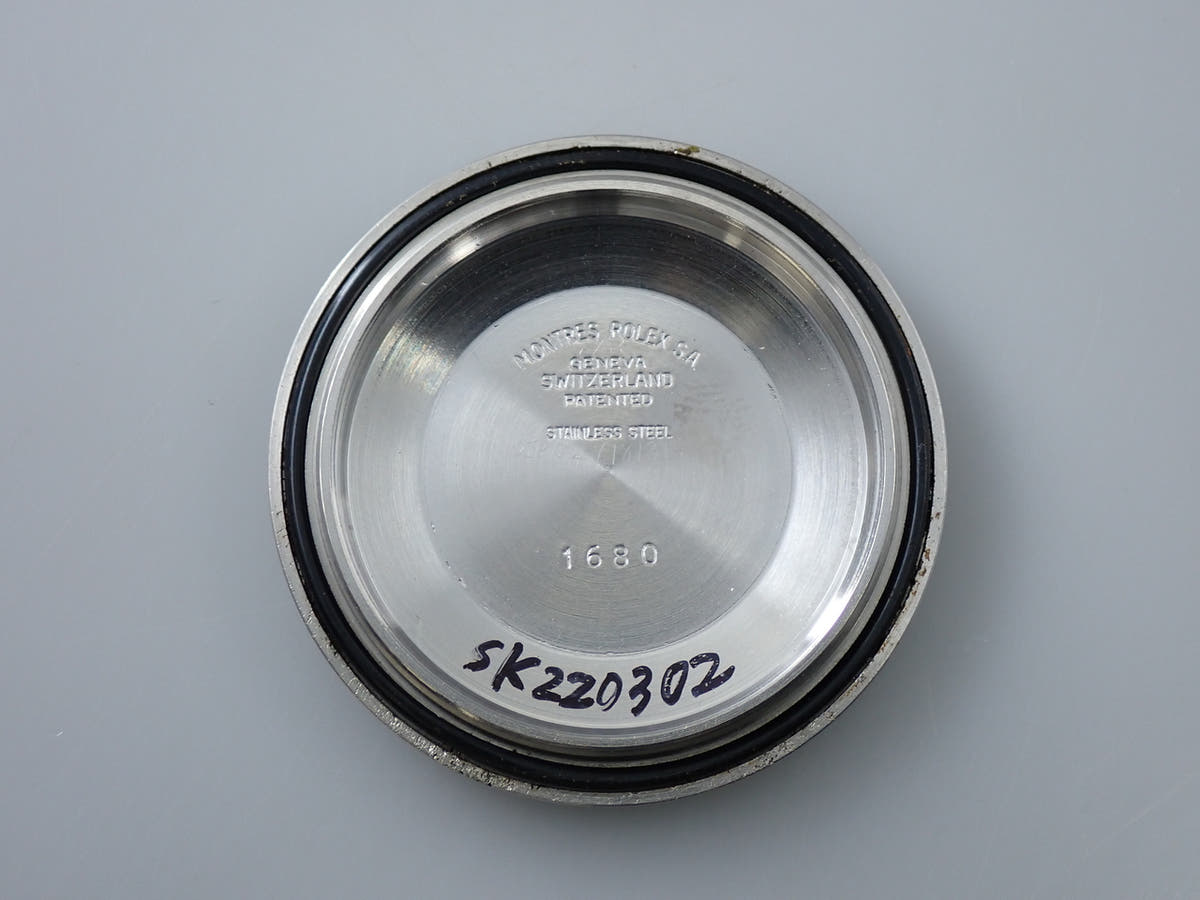 MONTRES ROLEX S.A.
GENEVA
SWITZERLAND
PATENTED
STAINLESS STEEL
1680
SK220302